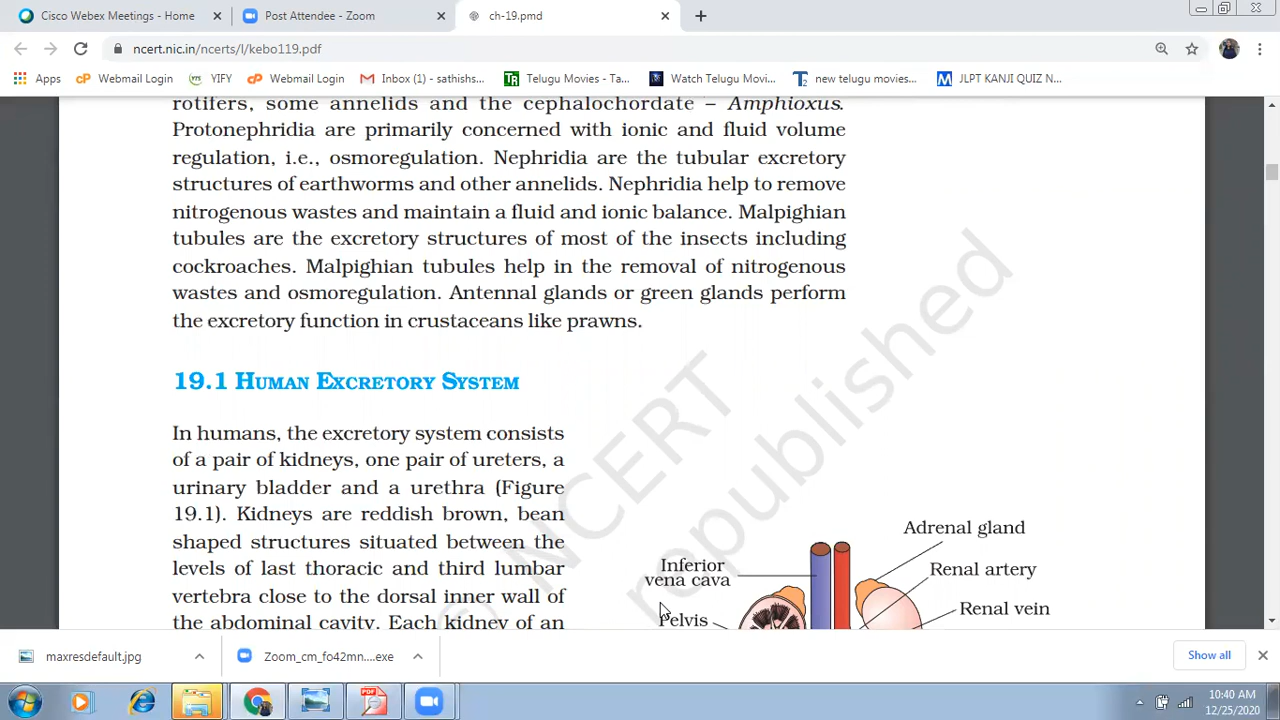 Cisco Webex Meetings - Home
Post Attendee - Zoom
ch-19.pmd
ncert.nic.in/ncerts/l/kebo119.pdf
Apps
Webmail Login
YIFY
Webmail Login
Inbox (1) - sathishs...
Telugu Movies - Ta...
Watch Telugu Movi...
new telugu movies...
JLPT KANJI QUIZ N...
rotifers, some annelids and the cephalochordate – Amphioxus.
Protonephridia are primarily concerned with ionic and fluid volume
regulation, i.e., osmoregulation. Nephridia are the tubular excretory
structures of earthworms and other annelids. Nephridia help to remove
nitrogenous wastes and maintain a fluid and ionic balance. Malpighian
tubules are the excretory structures of most of the insects including
cockroaches. Malpighian tubules help in the removal of nitrogenous
wastes and osmoregulation. Antennal glands or green glands perform
the excretory function in crustaceans like prawns.
19.1 HUMAN EXCRETORY SYSTEM
In humans, the excretory system consists
of a pair of kidneys, one pair of ureters, a
urinary bladder and a urethra (Figure
19.1). Kidneys are reddish brown, bean
shaped structures situated between the
levels of last thoracic and third lumbar
vertebra close to the dorsal inner wall of
the abdominal cavity. Each kidney of an
Adrenal gland
Inferior
vena cava
Renal artery
Renal vein
Pelvis
© NCERT
republished
maxresdefault.jpg
Zoom_cm_fo42mn....exe
Show all
10:40 AM
12/25/2020